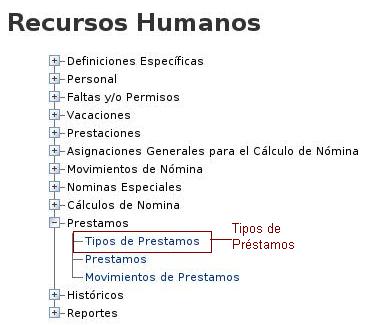 Recursos Humanos
Definiciones Específicas
Personal
Faltas y/o Permisos
Vacaciones
Prestaciones
Asignaciones Generales para el Cálculo de Nómina
Movimientos de Nómina
Nominas Especiales
Cálculos de Nomina
Prestamos
Tipos de Prestamos
Tipos de
Préstamos
Prestamos
Movimientos de Prestamos
Históricos
Reportes